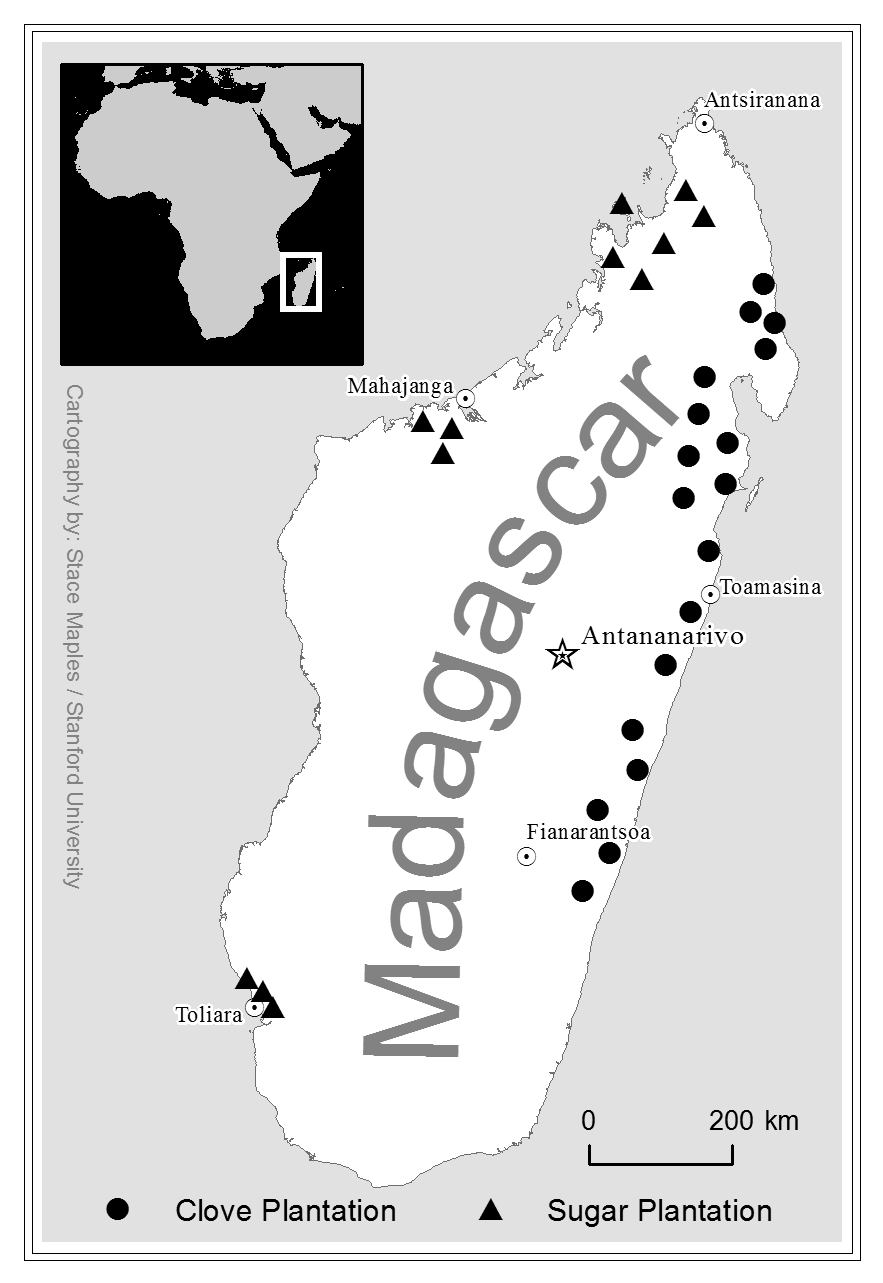 Antsiranana
Mahajanga
Madagascar
Toamasina
Antananarivo
Fianarantsoa
Toliara
Cartography by: Stace Maples / Stanford University
0 200 km
Clove Plantation Sugar Plantation